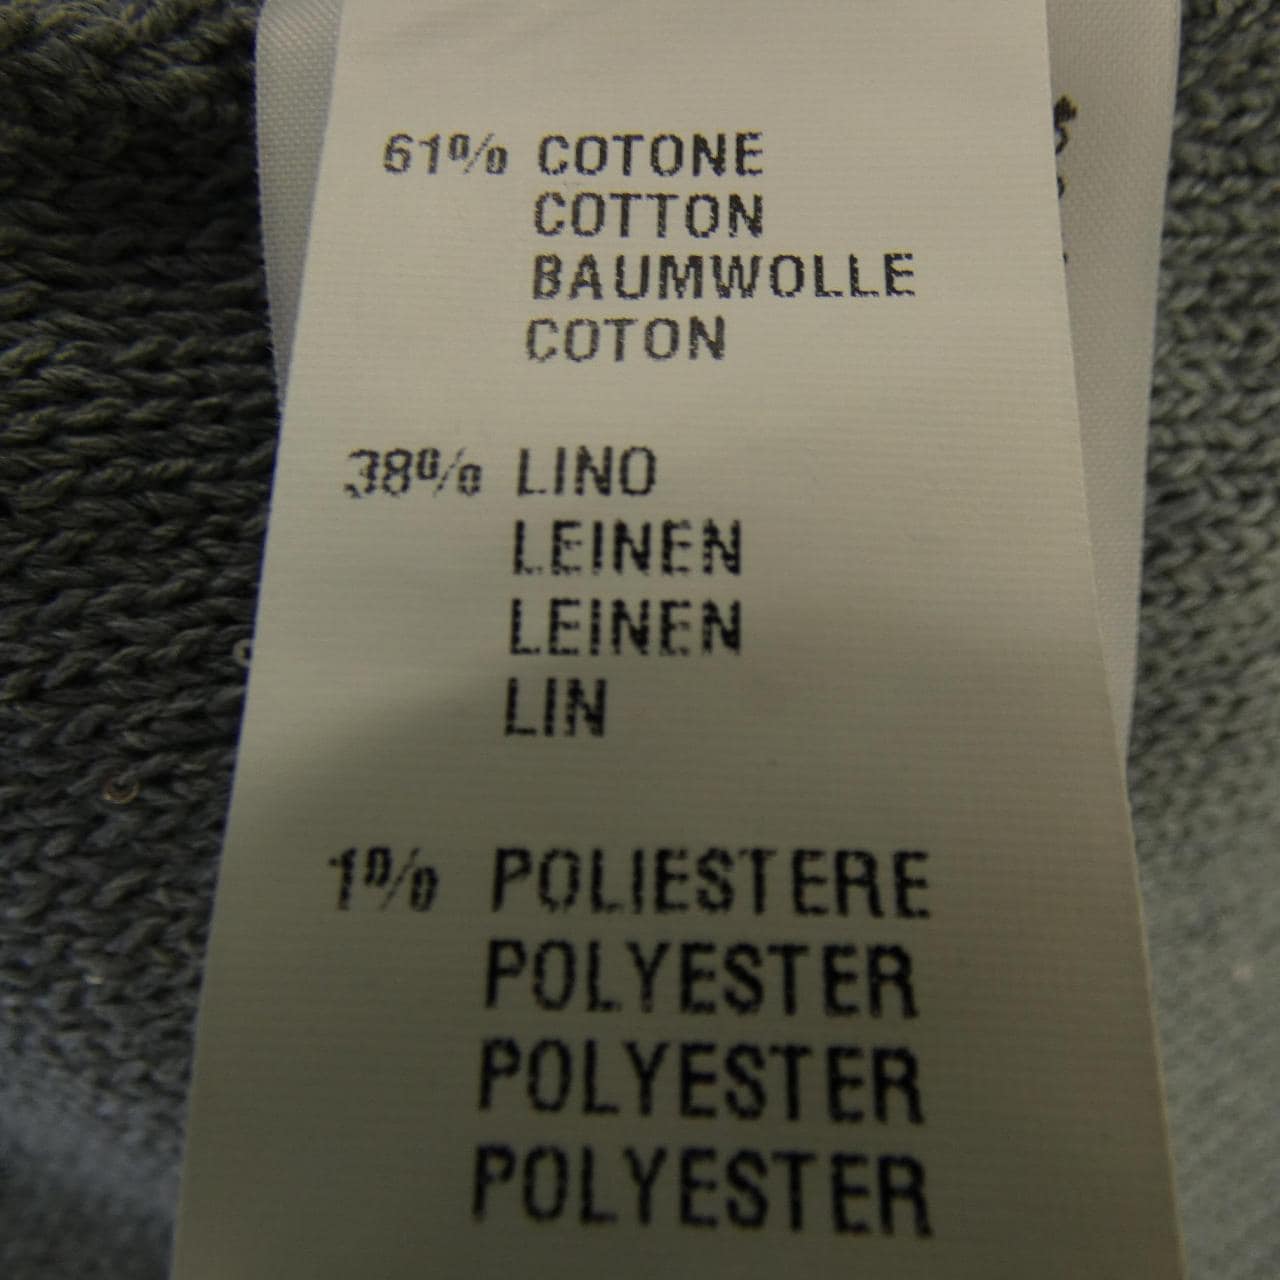 61% COTONE
COTTON
BAUMWOLLE
COTON
38% LINO
LEINEN
LEINEN
LIN
1% POLIESTERE
POLYESTER
POLYESTER
POLYESTER